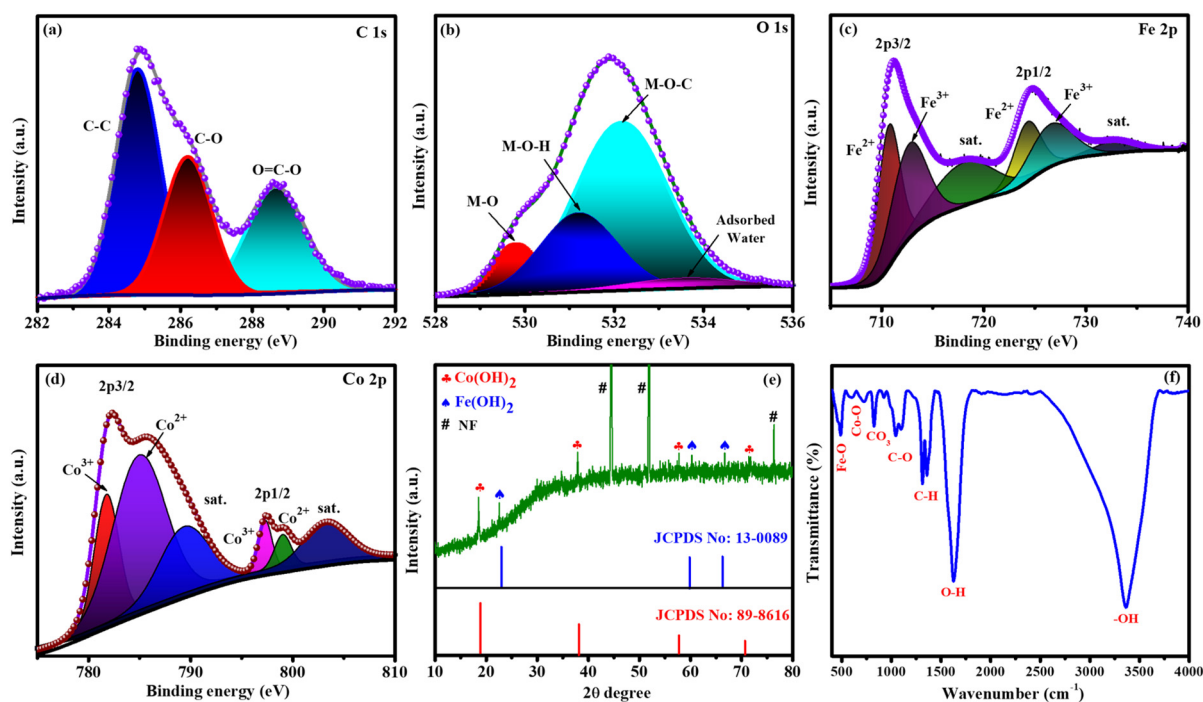 (a)
C 1s
C-C
C-O
O=C-O
Intensity (a.u.)
282 284 286 288 290 292
Binding energy (eV)
(b)
O 1s
M-O-C
M-O-H
M-O
Adsorbed
Water
Intensity (a.u.)
528 530 532 534 536
Binding energy (eV)
(c)
Fe 2p
2p3/2
2p1/2
Fe3+
Fe2+
Fe3+
Fe2+
sat.
sat.
Intensity (a.u.)
710 720 730 740
Binding energy (eV)
(d)
Co 2p
2p3/2
Co2+
Co3+
sat.
2p1/2
Co3+
Co2+
sat.
Intensity (a.u.)
780 790 800 810
Binding energy (eV)
(e)
♣ Co(OH)2
♠ Fe(OH)2
# NF
#
#
#
JCPDS No: 13-0089
JCPDS No: 89-8616
Intensity (a.u.)
10 20 30 40 50 60 70 80
2θ degree
(f)
Fe-O
Co-O
CO3
C-O
C-H
O-H
-OH
Transmittance (%)
500 1000 1500 2000 2500 3000 3500 4000
Wavenumber (cm-1)